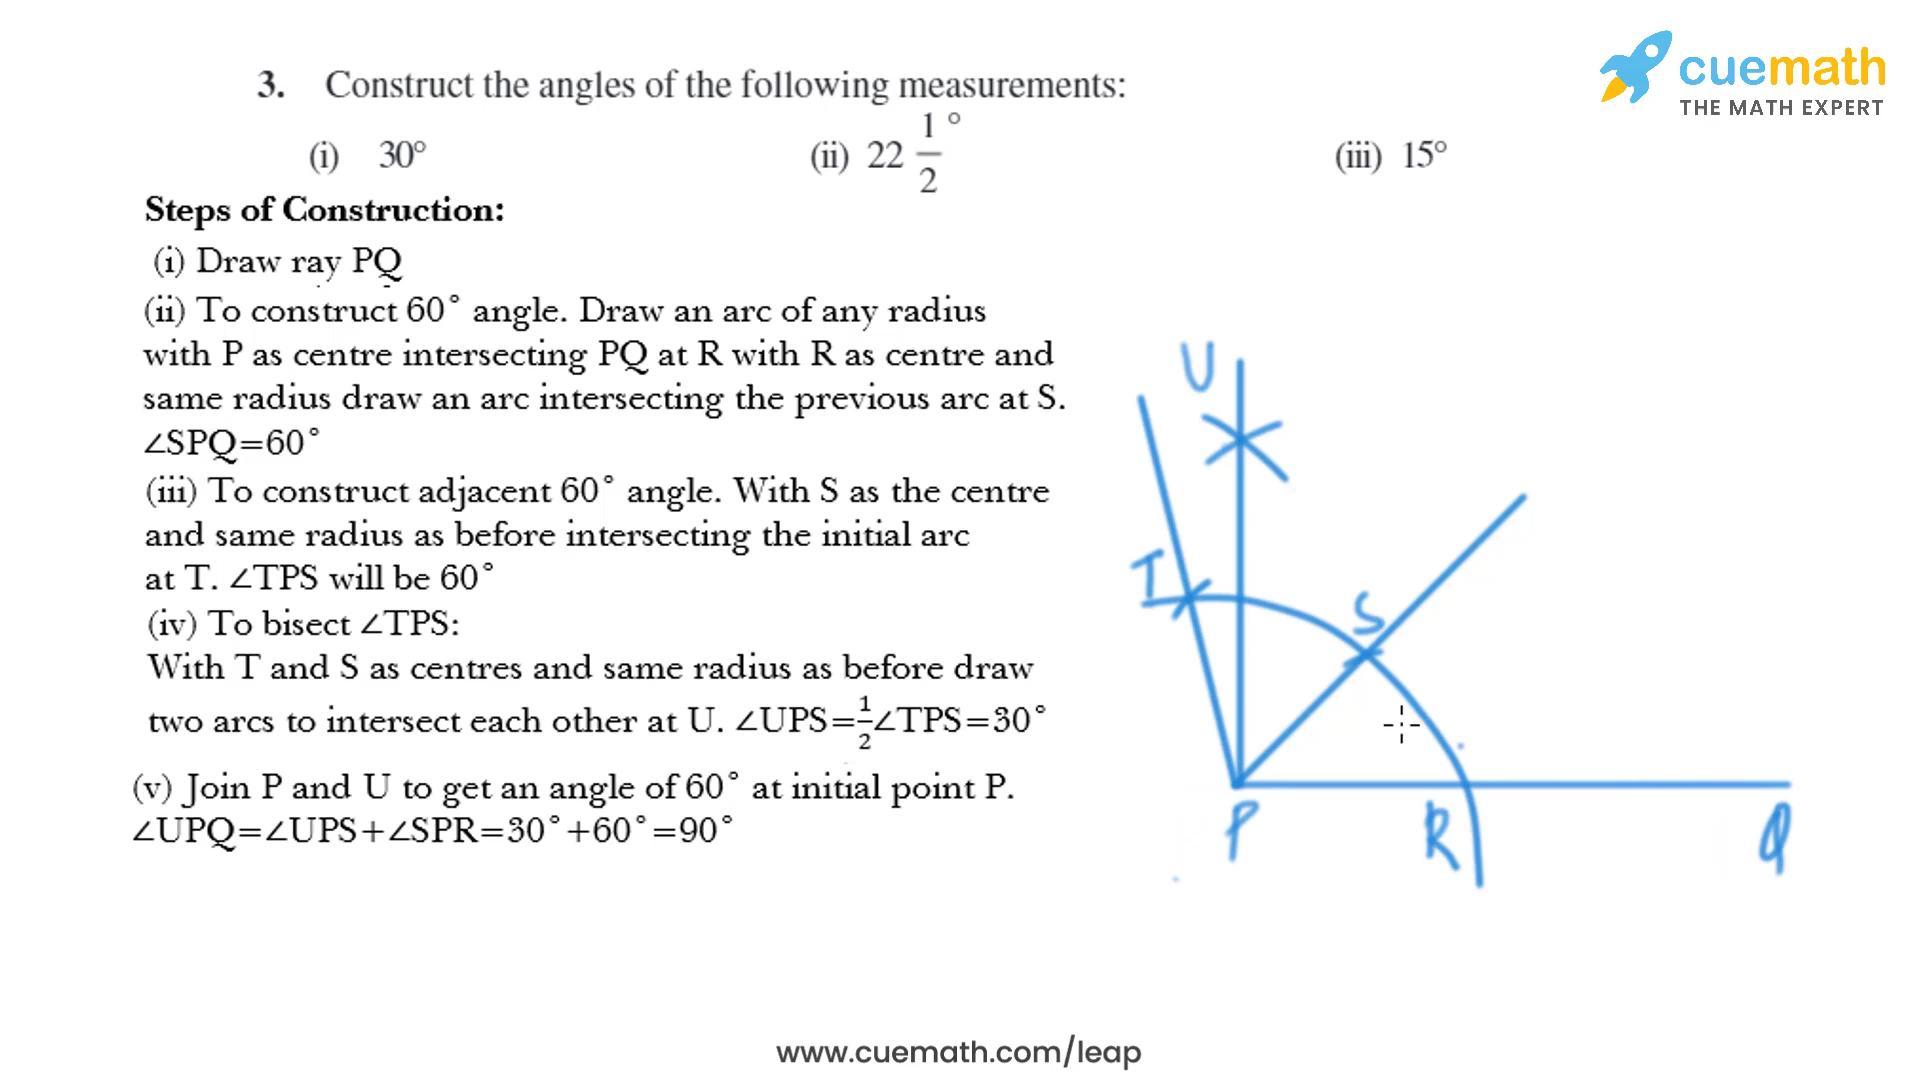 cuemath
THE MATH EXPERT
3. Construct the angles of the following measurements:
(i) 30° (ii) 22 1/2° (iii) 15°
Steps of Construction:
(i) Draw ray PQ
(ii) To construct 60° angle. Draw an arc of any radius
with P as centre intersecting PQ at R with R as centre and
same radius draw an arc intersecting the previous arc at S.
∠SPQ=60°
(iii) To construct adjacent 60° angle. With S as the centre
and same radius as before intersecting the initial arc
at T. ∠TPS will be 60°
(iv) To bisect ∠TPS:
With T and S as centres and same radius as before draw
two arcs to intersect each other at U. ∠UPS=1/2∠TPS=30°
(v) Join P and U to get an angle of 60° at initial point P.
∠UPQ=∠UPS+∠SPR=30°+60°=90°
U
T
S
P
R
Q
www.cuemath.com/leap